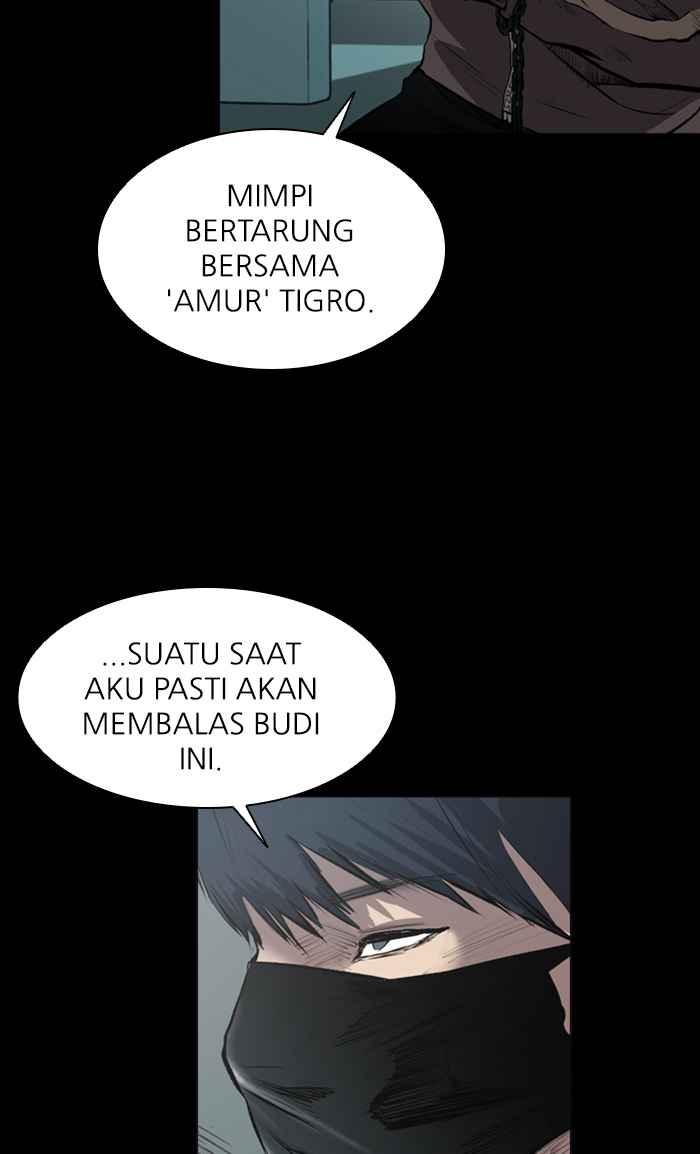 MIMPI
BERTARUNG
BERSAMA
'AMUR' TIGRO.
...SUATU SAAT
AKU PASTI AKAN
MEMBALAS BUDI
INI.